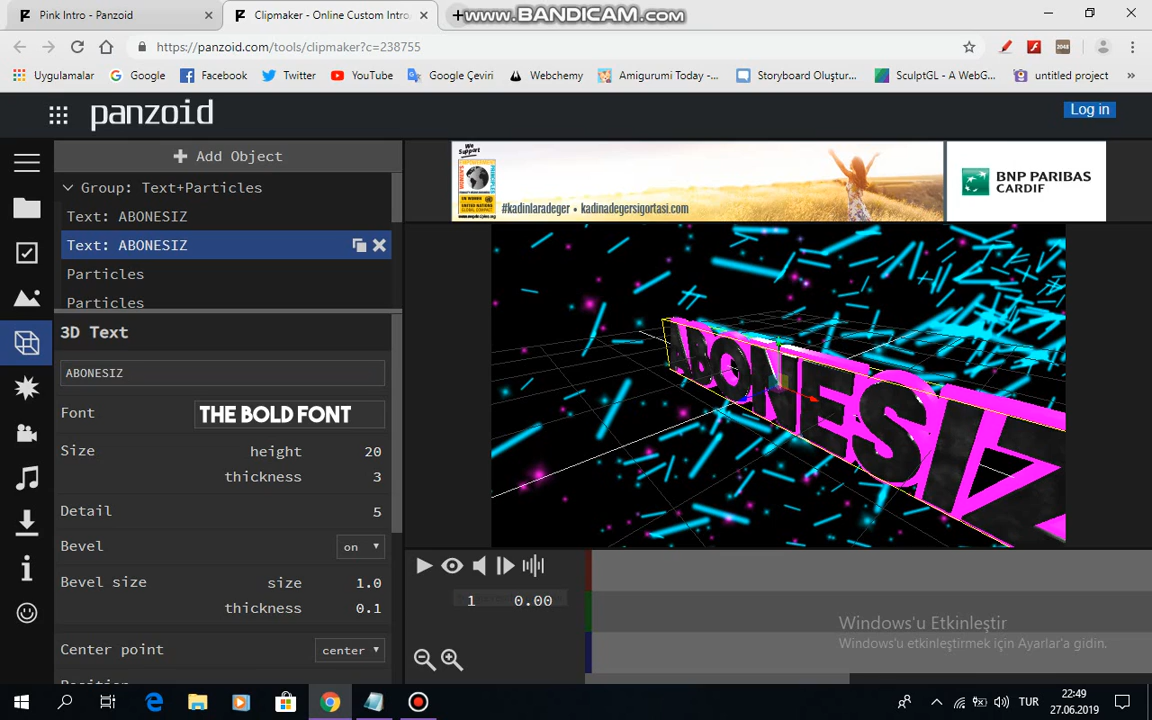 Pink Intro - Panzoid
Clipmaker - Online Custom Intro
www.BANDICAM.com
https://panzoid.com/tools/clipmaker?c=238755
Uygulamalar
Google
Facebook
Twitter
YouTube
Google Çeviri
Webchemy
Amigurumi Today -...
Storyboard Oluştur...
SculptGL - A WebG...
untitled project
panzoid
Log in
Add Object
Group: Text+Particles
Text: ABONESIZ
Text: ABONESIZ
Particles
Particles
3D Text
ABONESIZ
Font THE BOLD FONT
Size height 20
thickness 3
Detail 5
Bevel on
Bevel size size 1.0
thickness 0.1
Center point center
We Support
#kadinlaradeger • kadinadegersigortasi.com
BNP PARIBAS
CARDIF
ABONESIZ
1 0.00
Windows'u Etkinleştir
Windows'u etkinleştirmek için Ayarlar'a gidin.
TUR
22:49
27.06.2019